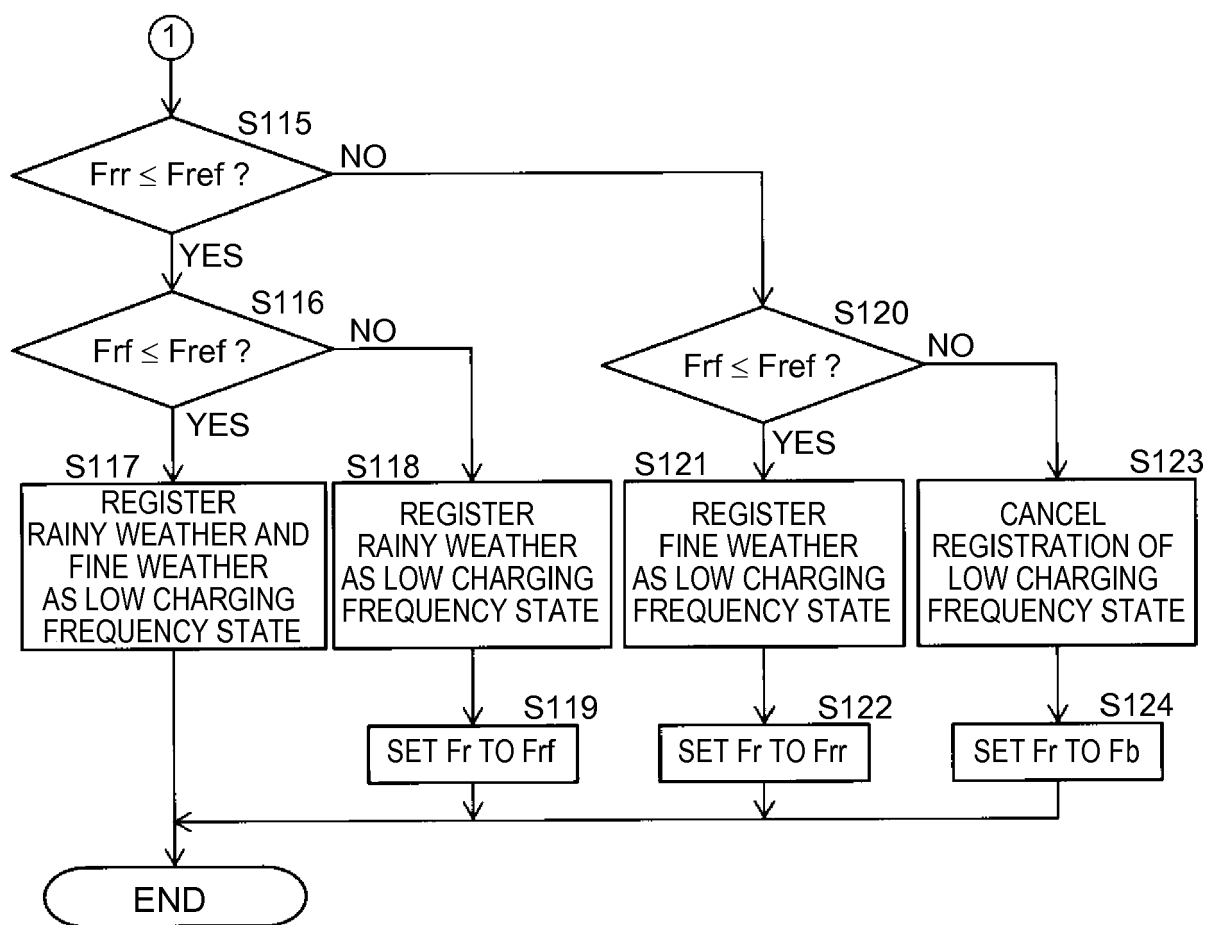 1
S115
Frr ≤ Fref ?
NO
YES
S116
Frf ≤ Fref ?
NO
YES
S120
Frf ≤ Fref ?
NO
YES
S117
REGISTER
RAINY WEATHER AND
FINE WEATHER
AS LOW CHARGING
FREQUENCY STATE
S118
REGISTER
RAINY WEATHER
AS LOW CHARGING
FREQUENCY STATE
S121
REGISTER
FINE WEATHER
AS LOW CHARGING
FREQUENCY STATE
S123
CANCEL
REGISTRATION OF
LOW CHARGING
FREQUENCY STATE
S119
SET Fr TO Frf
S122
SET Fr TO Frr
S124
SET Fr TO Fb
END